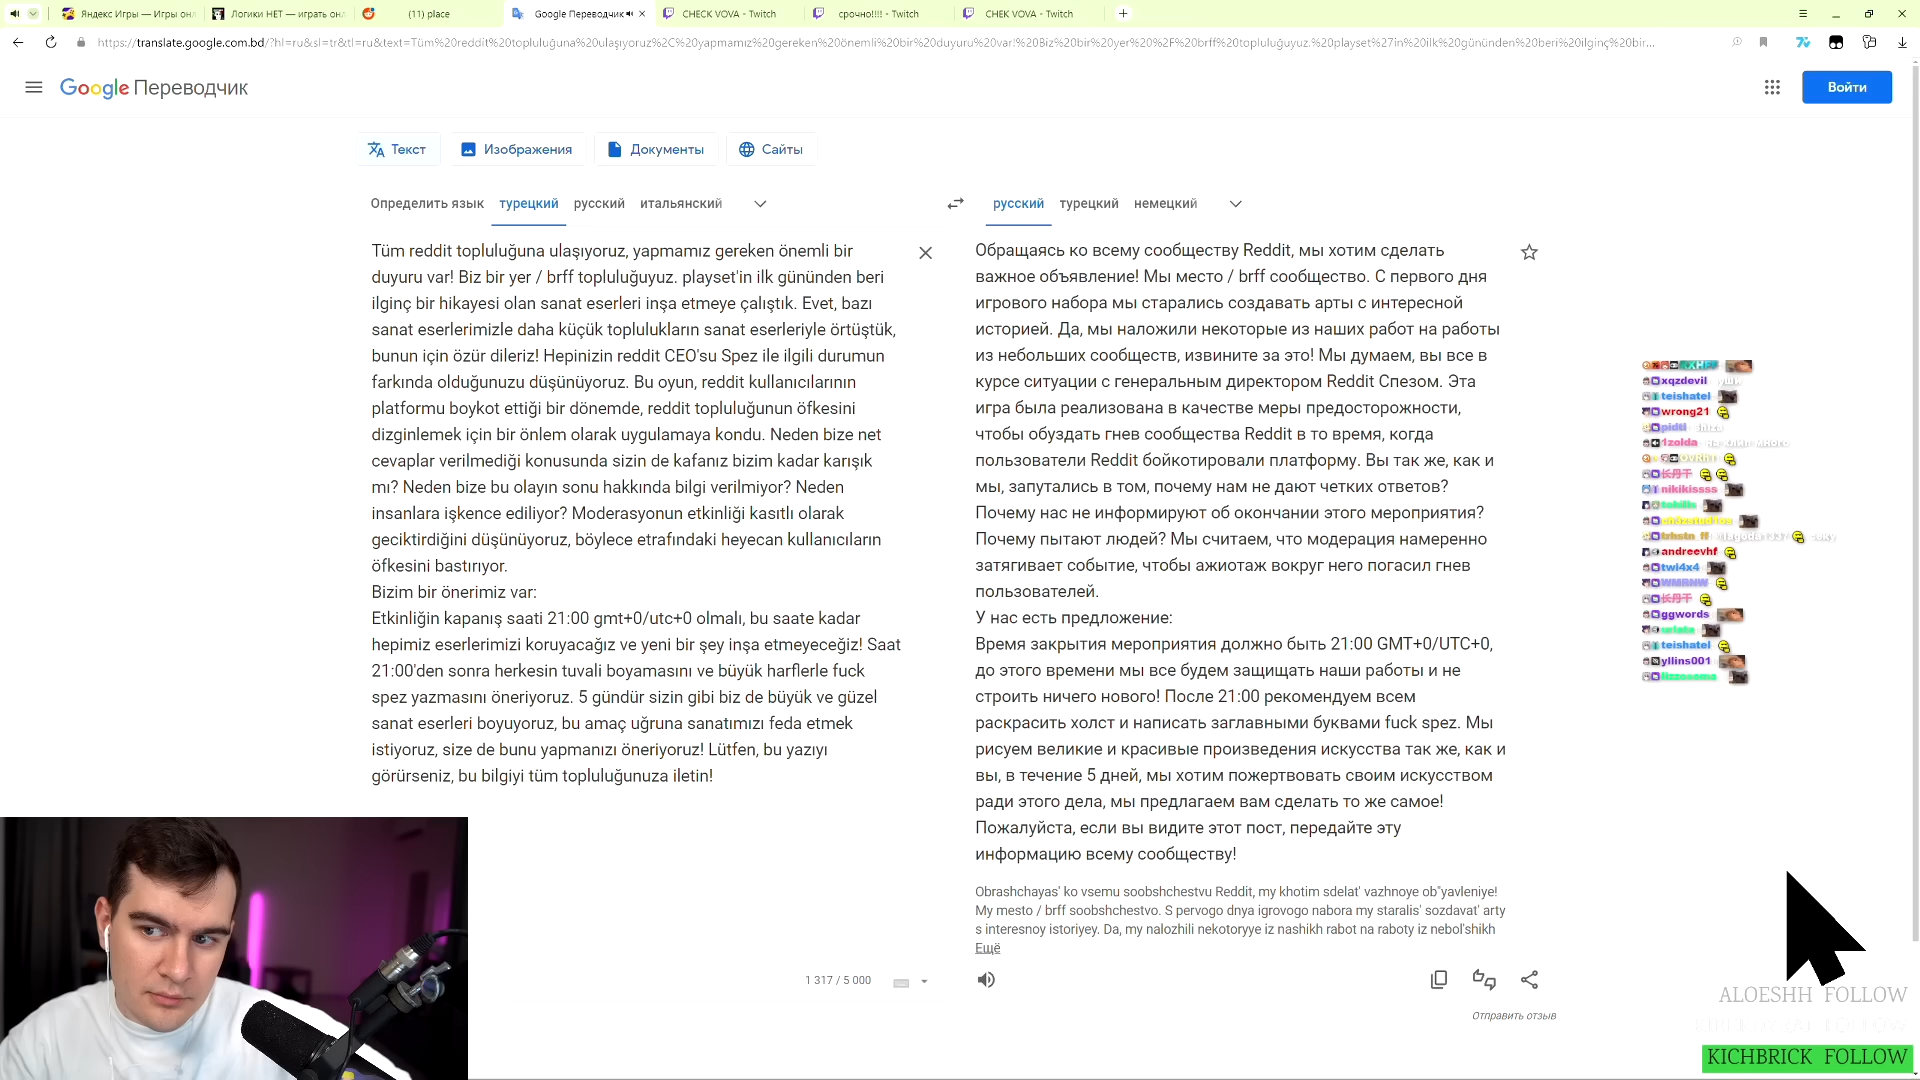 Яндекс Игры — Игры онл
Логики НЕТ — играть онл
(11) place
Google Переводчик
CHECK VOVA - Twitch
срочно!!!! - Twitch
CHEK VOVA - Twitch
https://translate.google.com.bd/?hl=ru&sl=tr&tl=ru&text=Tüm%20reddit%20topluluğuna%20ulaşıyoruz%2C%20yapmamız%20gereken%20önemli%20bir%20duyuru%20var!%20Biz%20bir%20yer%20%2F%20brff%20topluluğuyuz.%20playset%27in%20ilk%20gününden%20beri%20ilginç%20bir...
Google Переводчик
Войти
Текст
Изображения
Документы
Сайты
Определить язык
турецкий
русский
итальянский
русский
турецкий
немецкий
Tüm reddit topluluğuna ulaşıyoruz, yapmamız gereken önemli bir
duyuru var! Biz bir yer / brff topluluğuyuz. playset'in ilk gününden beri
ilginç bir hikayesi olan sanat eserleri inşa etmeye çalıştık. Evet, bazı
sanat eserlerimizle daha küçük toplulukların sanat eserleriyle örtüştük,
bunun için özür dileriz! Hepinizin reddit CEO'su Spez ile ilgili durumun
farkında olduğunuzu düşünüyoruz. Bu oyun, reddit kullanıcılarının
platformu boykot ettiği bir dönemde, reddit topluluğunun öfkesini
dizginlemek için bir önlem olarak uygulamaya kondu. Neden bize net
cevaplar verilmediği konusunda sizin de kafanız bizim kadar karışık
mı? Neden bize bu olayın sonu hakkında bilgi verilmiyor? Neden
insanlara işkence ediliyor? Moderasyonun etkinliği kasıtlı olarak
geciktirdiğini düşünüyoruz, böylece etrafındaki heyecan kullanıcıların
öfkesini bastırıyor.
Bizim bir önerimiz var:
Etkinliğin kapanış saati 21:00 gmt+0/utc+0 olmalı, bu saate kadar
hepimiz eserlerimizi koruyacağız ve yeni bir şey inşa etmeyeceğiz! Saat
21:00'den sonra herkesin tuvali boyamasını ve büyük harflerle fuck
spez yazmasını öneriyoruz. 5 gündür sizin gibi biz de büyük ve güzel
sanat eserleri boyuyoruz, bu amaç uğruna sanatımızı feda etmek
istiyoruz, size de bunu yapmanızı öneriyoruz! Lütfen, bu yazıyı
görürseniz, bu bilgiyi tüm topluluğunuza iletin!
1 317 / 5 000
Обращаясь ко всему сообществу Reddit, мы хотим сделать
важное объявление! Мы место / brff сообщество. С первого дня
игрового набора мы старались создавать арты с интересной
историей. Да, мы наложили некоторые из наших работ на работы
из небольших сообществ, извините за это! Мы думаем, вы все в
курсе ситуации с генеральным директором Reddit Спезом. Эта
игра была реализована в качестве меры предосторожности,
чтобы обуздать гнев сообщества Reddit в то время, когда
пользователи Reddit бойкотировали платформу. Вы так же, как и
мы, запутались в том, почему нам не дают четких ответов?
Почему нас не информируют об окончании этого мероприятия?
Почему пытают людей? Мы считаем, что модерация намеренно
затягивает событие, чтобы ажиотаж вокруг него погасил гнев
пользователей.
У нас есть предложение:
Время закрытия мероприятия должно быть 21:00 GMT+0/UTC+0,
до этого времени мы все будем защищать наши работы и не
строить ничего нового! После 21:00 рекомендуем всем
раскрасить холст и написать заглавными буквами fuck spez. Мы
рисуем великие и красивые произведения искусства так же, как и
вы, в течение 5 дней, мы хотим пожертвовать своим искусством
ради этого дела, мы предлагаем вам сделать то же самое!
Пожалуйста, если вы видите этот пост, передайте эту
информацию всему сообществу!
Obrashchayas' ko vsemu soobshchestvu Reddit, my khotim sdelat' vazhnoye ob"yavleniye!
My mesto / brff soobshchestvo. S pervogo dnya igrovogo nabora my staralis' sozdavat' arty
s interesnoy istoriyey. Da, my nalozhili nekotoryye iz nashikh rabot na raboty iz nebol'shikh
Ещё
Отправить отзыв
xqzdevil
teishatel
wrong21
pidtl shiza
1zolda на клип много
长丹千
nikikissss
andreevhf
twi4x4
WMRNW
长丹千
ggwords
teishatel
yllins001
ALOESHH FOLLOW
KICHBRICK FOLLOW